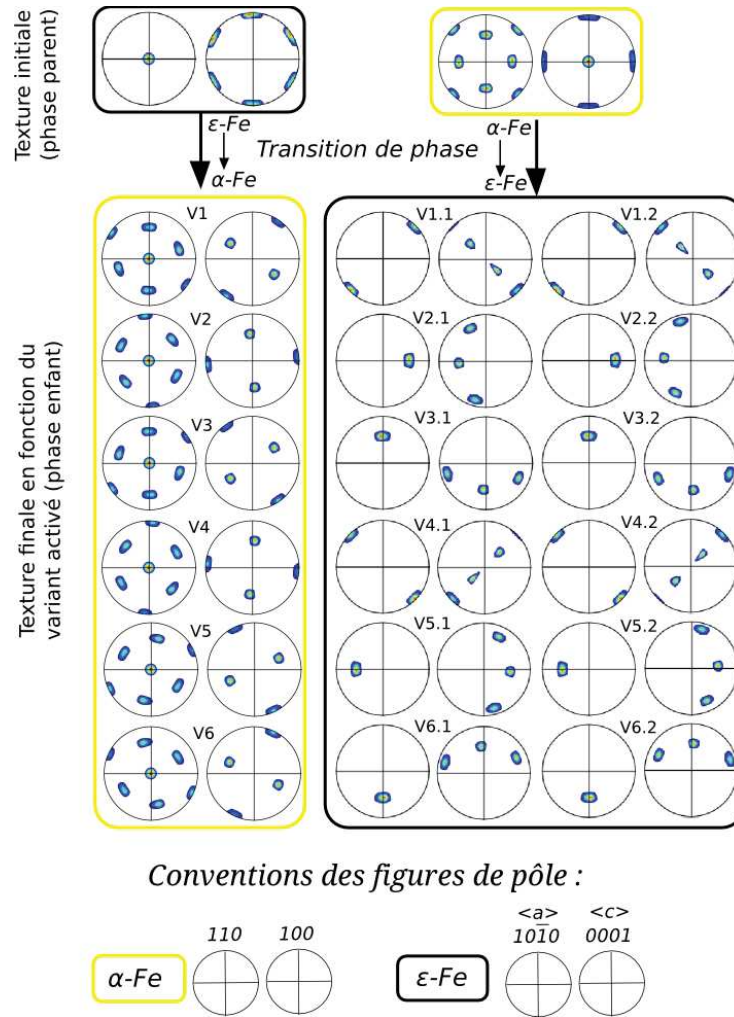 Texture initiale
(phase parent)
ε-Fe
α-Fe
Transition de phase
α-Fe
ε-Fe
Texture finale en fonction du
variant activé (phase enfant)
V1
V2
V3
V4
V5
V6
V1.1 V1.2
V2.1 V2.2
V3.1 V3.2
V4.1 V4.2
V5.1 V5.2
V6.1 V6.2
Conventions des figures de pôle :
<a> <c>
110 100 101̅0 0001
α-Fe ε-Fe